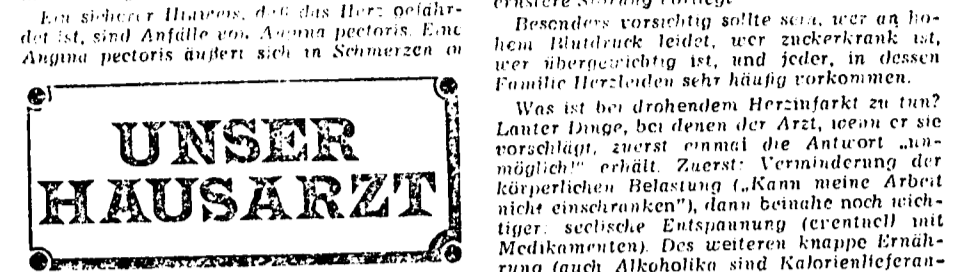 Ein sicherer Hinweis, daß das Herz gefähr-
det ist, sind Anfälle von Angina pectoris. Eine
Angina pectoris äußert sich in Schmerzen
UNSER
HAUSARZT
ernstere Störung vorliegt
Besonders vorsichtig sollte sein, wer an ho-
hem Blutdruck leidet, wer zuckerkrank ist,
wer übergewichtig ist, und jeder, in dessen
Familie Herzleiden sehr häufig vorkommen.
Was ist bei drohendem Herzinfarkt zu tun?
Lauter Dinge, bei denen der Arzt, wenn er sie
vorschlägt, zuerst einmal die Antwort „un-
möglich!" erhält. Zuerst: Verminderung der
körperlichen Belastung („Kann meine Arbeit
nicht einschranken"), dann beinahe noch wich-
tiger: seelische Entspannung (eventuell mit
Medikamenten). Des weiteren knappe Ernäh-
rung (auch Alkoholika sind Kalorienlieferan-